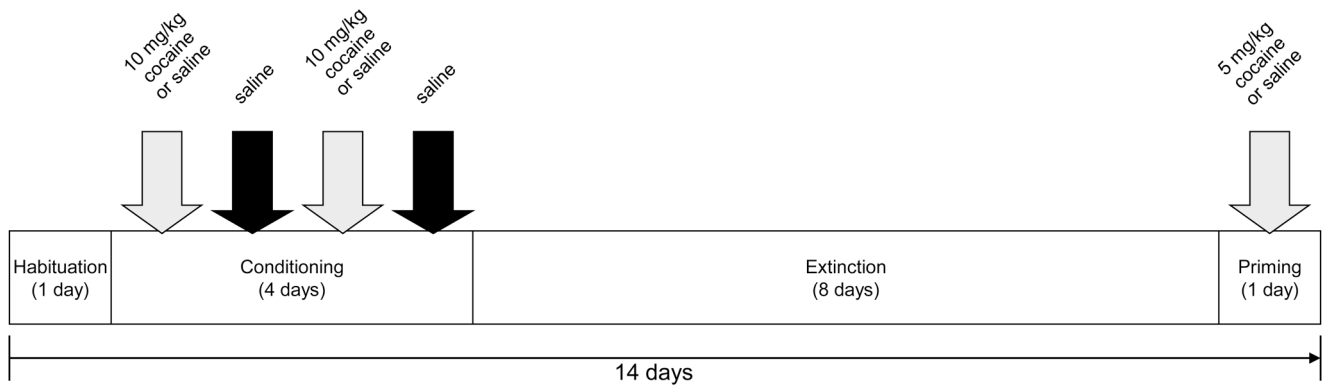 10 mg/kg
cocaine
or saline
saline
10 mg/kg
cocaine
or saline
saline
5 mg/kg
cocaine
or saline
Habituation
(1 day)
Conditioning
(4 days)
Extinction
(8 days)
Priming
(1 day)
14 days